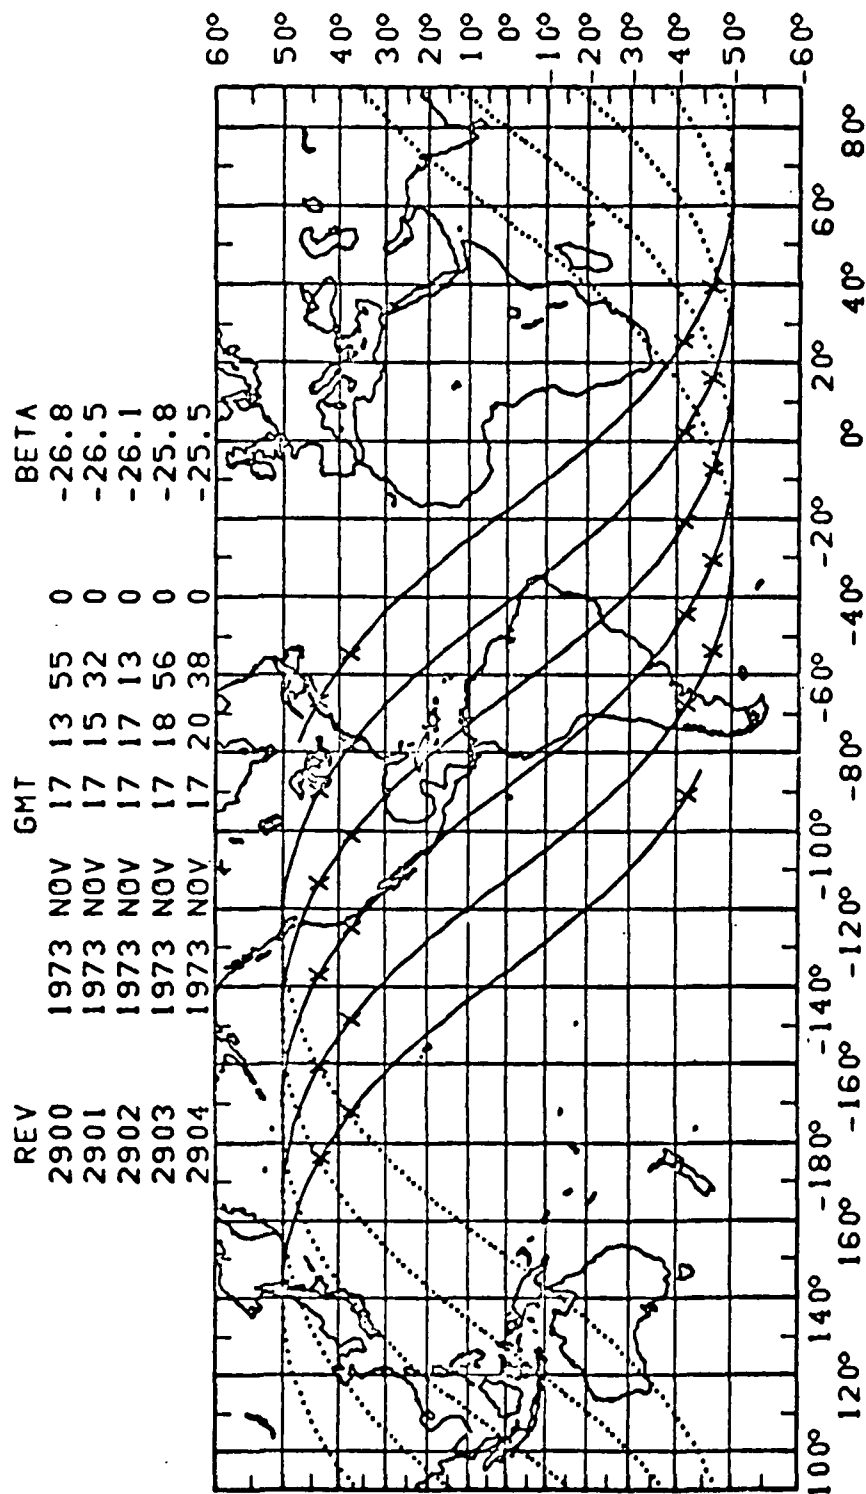 REV GMT BETA
2900 1973 NOV 17 13 55 0 -26.8
2901 1973 NOV 17 15 32 0 -26.5
2902 1973 NOV 17 17 13 0 -26.1
2903 1973 NOV 17 18 56 0 -25.8
2904 1973 NOV 17 20 38 0 -25.5
60°
50°
40°
30°
20°
10°
0°
-10°
-20°
-30°
-40°
-50°
-60°
100° 120° 140° 160° -180° -160° -140° -120° -100° -80° -60° -40° -20° 0° 20° 40° 60° 80°